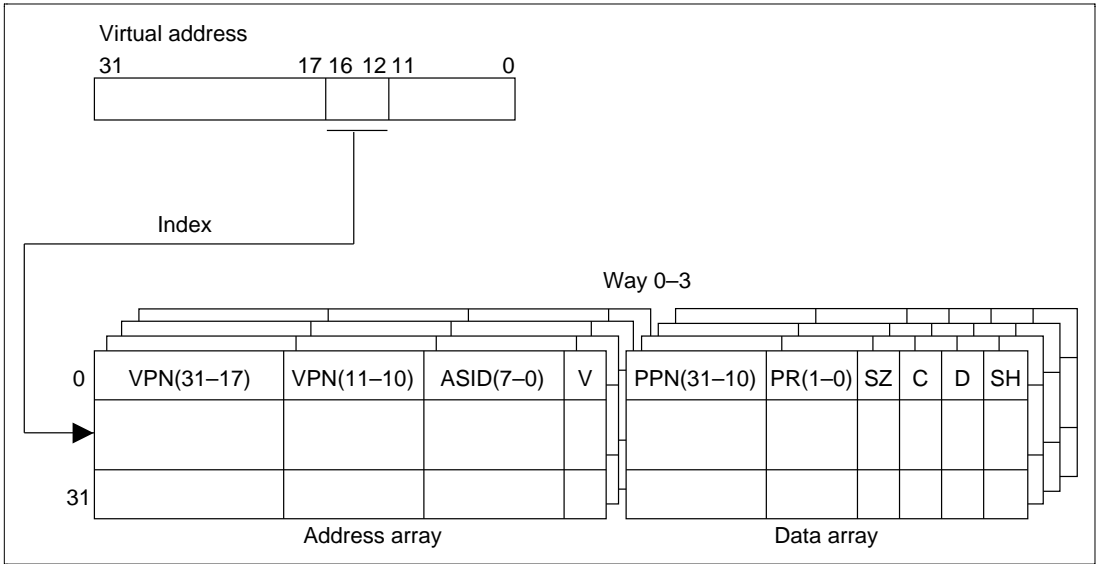 Virtual address
31 17 16 12 11 0
Index
Way 0–3
0 VPN(31–17) VPN(11–10) ASID(7–0) V PPN(31–10) PR(1–0) SZ C D SH
31
Address array Data array